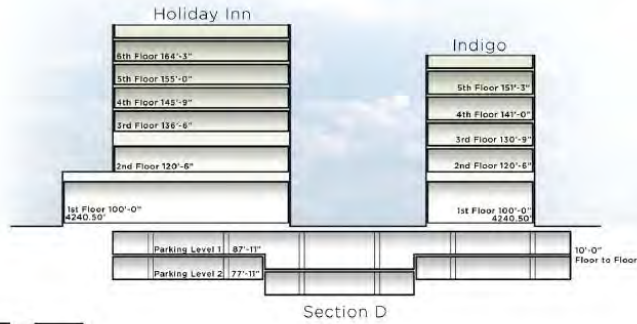 Holiday Inn
6th Floor 164'-3"
5th Floor 155'-0"
4th Floor 145'-9"
3rd Floor 136'-6"
2nd Floor 120'-6"
1st Floor 100'-0"
4240.50'
Indigo
5th Floor 151'-3"
4th Floor 141'-0"
3rd Floor 130'-9"
2nd Floor 120'-6"
1st Floor 100'-0"
4240.50'
Parking Level 1 87'-11"
Parking Level 2 77'-11"
10'-0"
Floor to Floor
Section D